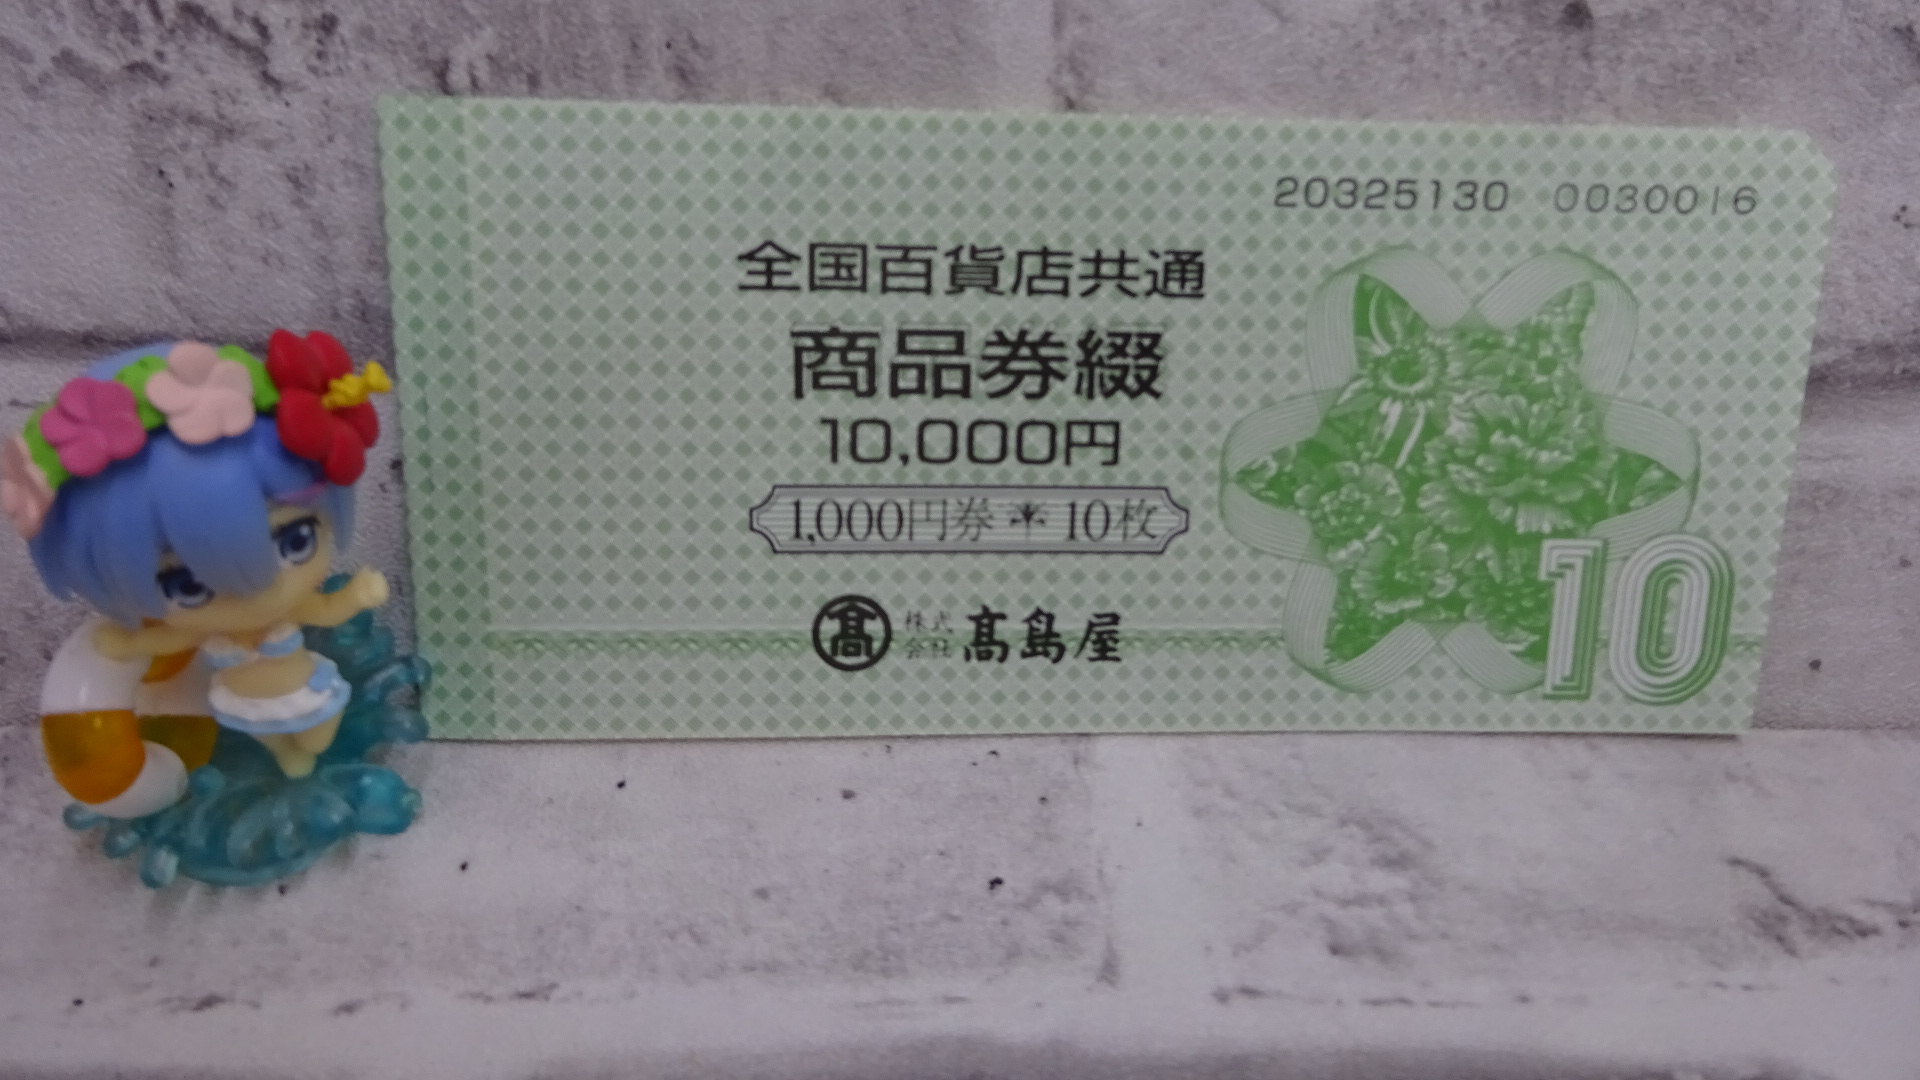 20325130 0030016
全国百貨店共通
商品券綴
10,000円
1,000円券 * 10枚
髙 株式会社 髙島屋
10